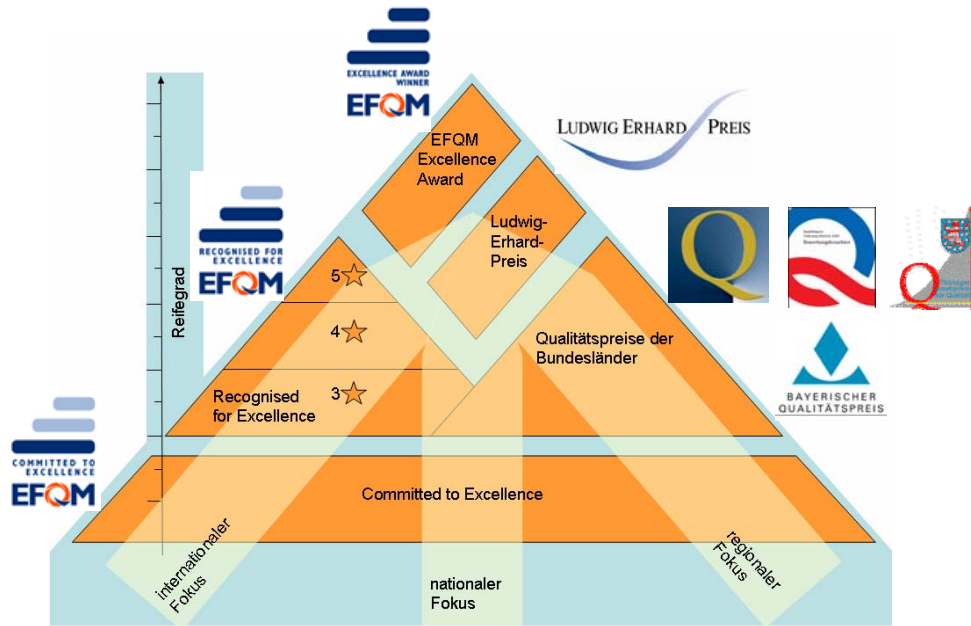 EXCELLENCE AWARD
WINNER
EFQM
LUDWIG ERHARD PREIS
EFQM
Excellence
Award
RECOGNISED FOR
EXCELLENCE
EFQM
Ludwig-
Erhard-
Preis
Q
Reifegrad
5
4
3
Qualitätspreise der
Bundesländer
Recognised
for Excellence
BAYERISCHER
QUALITÄTSPREIS
COMMITTED TO
EXCELLENCE
EFQM
Committed to Excellence
internationaler
Fokus
nationaler
Fokus
regionaler
Fokus